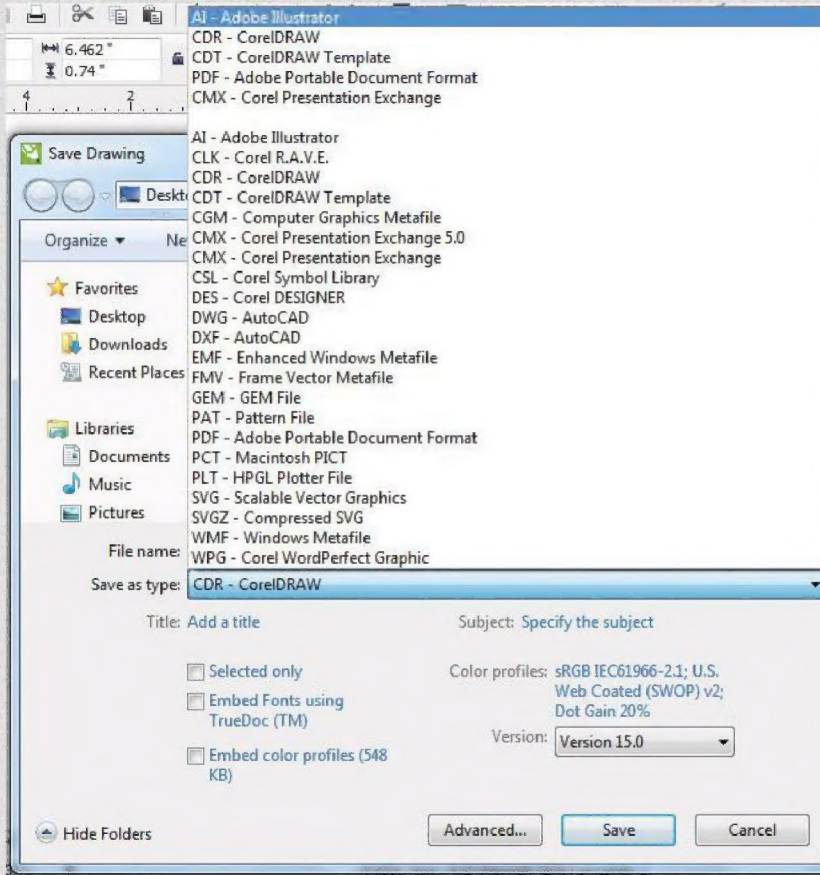 6.462 "
0.74 "
4 2
AI - Adobe Illustrator
CDR - CorelDRAW
CDT - CorelDRAW Template
PDF - Adobe Portable Document Format
CMX - Corel Presentation Exchange
AI - Adobe Illustrator
CLK - Corel R.A.V.E.
CDR - CorelDRAW
CDT - CorelDRAW Template
CGM - Computer Graphics Metafile
CMX - Corel Presentation Exchange 5.0
CMX - Corel Presentation Exchange
CSL - Corel Symbol Library
DES - Corel DESIGNER
DWG - AutoCAD
DXF - AutoCAD
EMF - Enhanced Windows Metafile
FMV - Frame Vector Metafile
GEM - GEM File
PAT - Pattern File
PDF - Adobe Portable Document Format
PCT - Macintosh PICT
PLT - HPGL Plotter File
SVG - Scalable Vector Graphics
SVGZ - Compressed SVG
WMF - Windows Metafile
WPG - Corel WordPerfect Graphic
Save Drawing
Deskt
Organize Ne
Favorites
Desktop
Downloads
Recent Places
Libraries
Documents
Music
Pictures
File name:
Save as type: CDR - CorelDRAW
Title: Add a title Subject: Specify the subject
Selected only
Embed Fonts using
TrueDoc (TM)
Embed color profiles (548
KB)
Color profiles: sRGB IEC61966-2.1; U.S.
Web Coated (SWOP) v2;
Dot Gain 20%
Version: Version 15.0
Hide Folders Advanced... Save Cancel